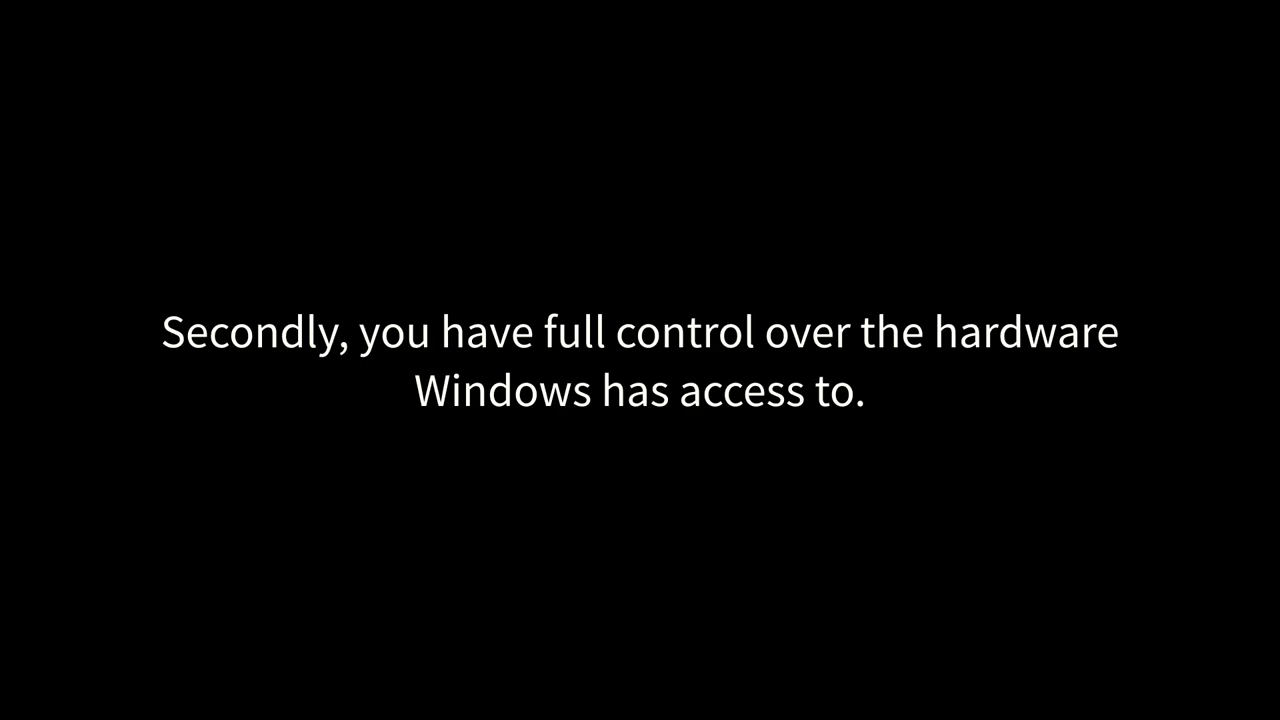 Secondly, you have full control over the hardware
Windows has access to.